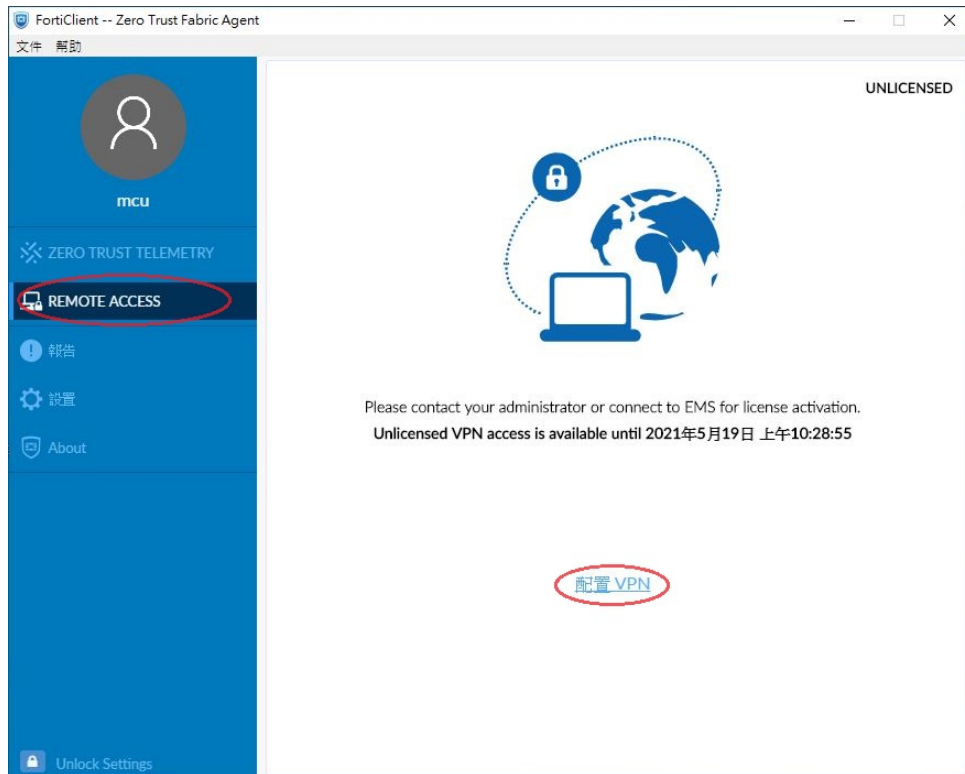 FortiClient -- Zero Trust Fabric Agent
文件 幫助
UNLICENSED
mcu
ZERO TRUST TELEMETRY
REMOTE ACCESS
報告
設置
About
Please contact your administrator or connect to EMS for license activation.
Unlicensed VPN access is available until 2021年5月19日 上午10:28:55
配置 VPN
Unlock Settings